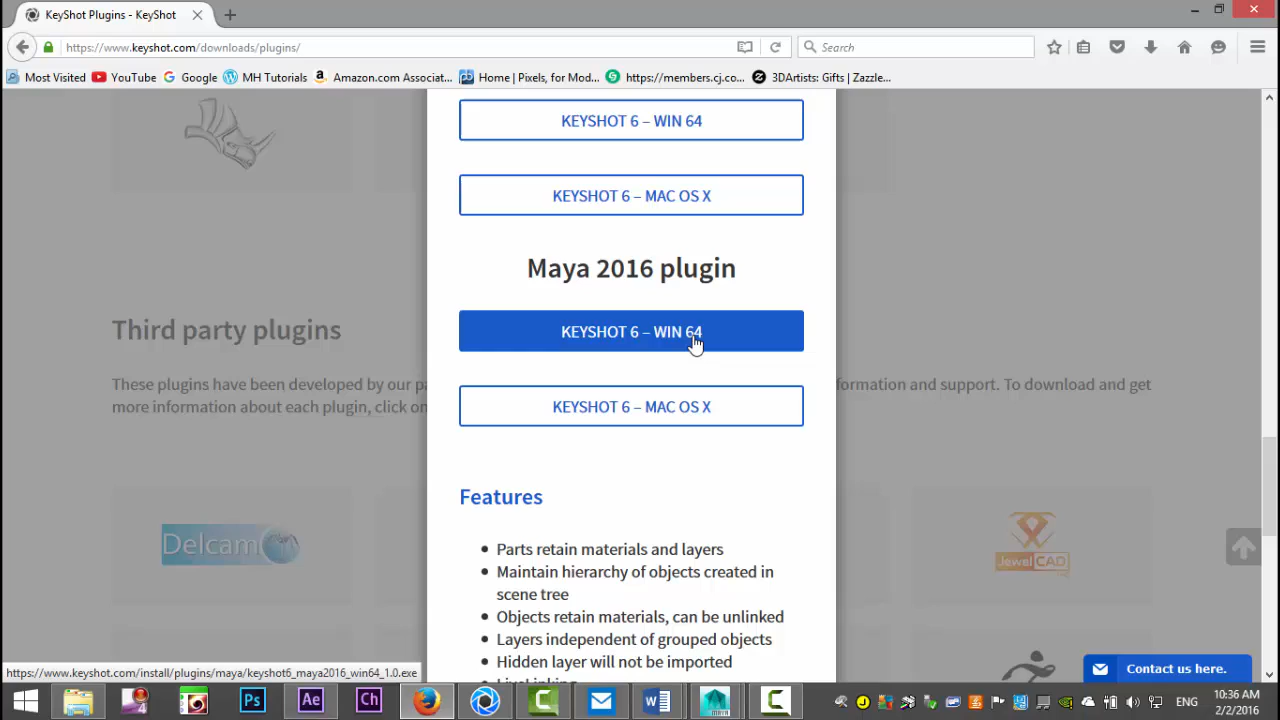 KeyShot Plugins - KeyShot
https://www.keyshot.com/downloads/plugins/
Search
Most Visited
YouTube
Google
MH Tutorials
Amazon.com Associat...
Home | Pixels, for Mod...
https://members.cj.co...
3DArtists: Gifts | Zazzle...
KEYSHOT 6 – WIN 64
KEYSHOT 6 – MAC OS X
Maya 2016 plugin
KEYSHOT 6 – WIN 64
KEYSHOT 6 – MAC OS X
Third party plugins
These plugins have been developed by our pa
formation and support. To download and get
more information about each plugin, click on
Delcam
JewelCAD
Features
Parts retain materials and layers
Maintain hierarchy of objects created in
scene tree
Objects retain materials, can be unlinked
Layers independent of grouped objects
Hidden layer will not be imported
LiveLinking
https://www.keyshot.com/install/plugins/maya/keyshot6_maya2016_win64_1.0.exe
Contact us here.
Ps
Ae
Ch
ENG
10:36 AM
2/2/2016